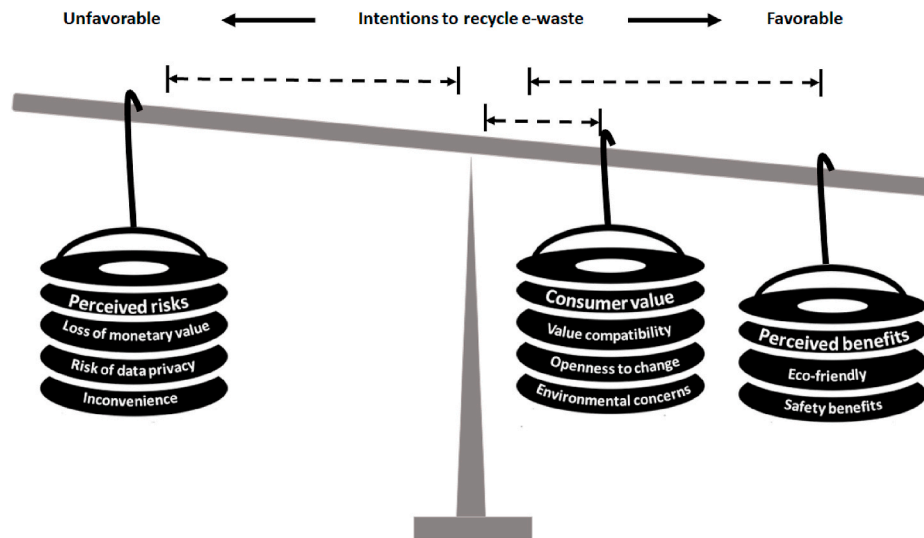 Unfavorable
Intentions to recycle e-waste
Favorable
Perceived risks
Loss of monetary value
Risk of data privacy
Inconvenience
Consumer value
Value compatibility
Openness to change
Environmental concerns
Perceived benefits
Eco-friendly
Safety benefits